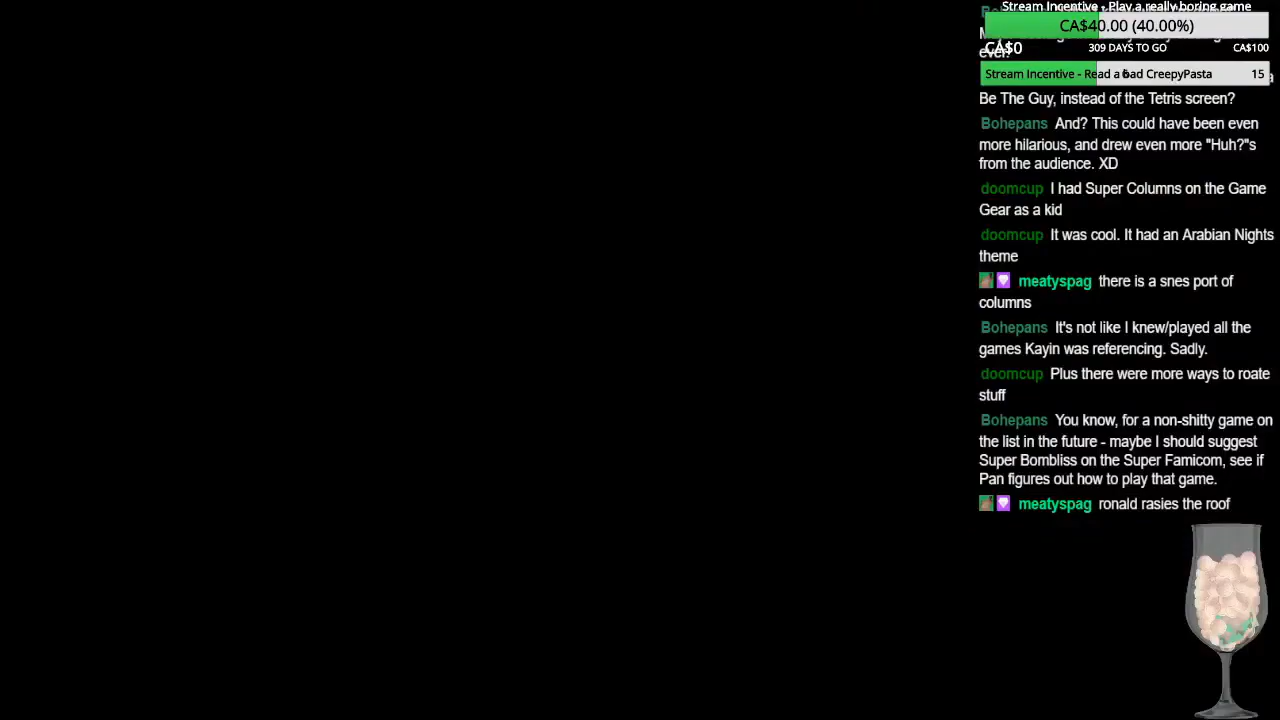 Stream Incentive - Play a really boring game
CA$40.00 (40.00%)
ever.
CA$0 309 DAYS TO GO CA$100
Stream Incentive - Read a bad CreepyPasta 6 15
Be The Guy, instead of the Tetris screen?
Bohepans And? This could have been even
more hilarious, and drew even more "Huh?"s
from the audience. XD
doomcup I had Super Columns on the Game
Gear as a kid
doomcup It was cool. It had an Arabian Nights
theme
meatyspag there is a snes port of
columns
Bohepans It's not like I knew/played all the
games Kayin was referencing. Sadly.
doomcup Plus there were more ways to roate
stuff
Bohepans You know, for a non-shitty game on
the list in the future - maybe I should suggest
Super Bombliss on the Super Famicom, see if
Pan figures out how to play that game.
meatyspag ronald rasies the roof